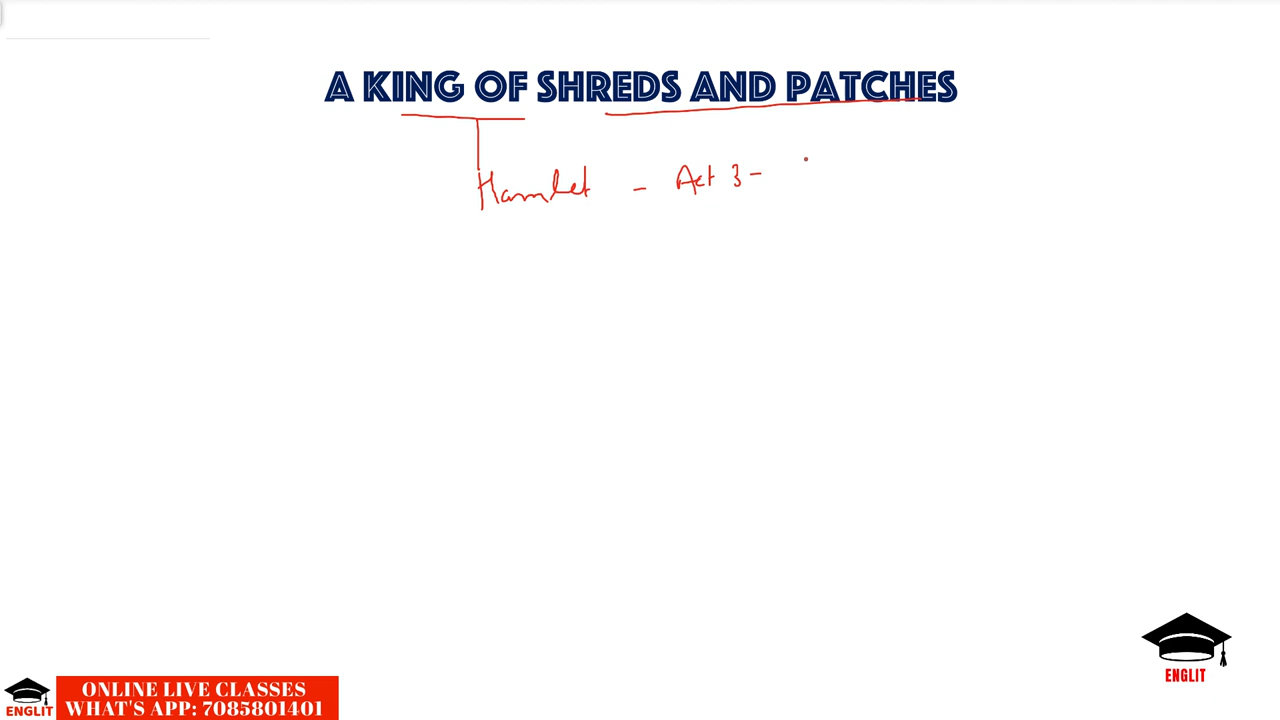 A KING OF SHREDS AND PATCHES
Hamlet - Act 3 -
ENGLIT
ENGLIT
ONLINE LIVE CLASSES
WHAT'S APP: 7085801401